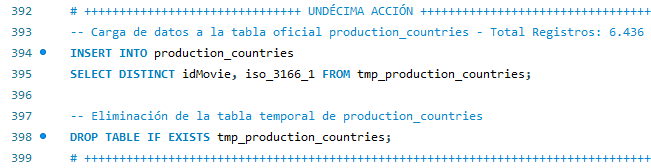 392 # ++++++++++++++++++++++++++++++ UNDÉCIMA ACCIÓN ++++++++++++++++++++++++++++++++
393 -- Carga de datos a la tabla oficial production_countries - Total Registros: 6.436
394 INSERT INTO production_countries
395 SELECT DISTINCT idMovie, iso_3166_1 FROM tmp_production_countries;
396
397 -- Eliminación de la tabla temporal de production_countries
398 DROP TABLE IF EXISTS tmp_production_countries;
399 # +++++++++++++++++++++++++++++++++++++++++++++++++++++++++++++++++++++++++++++++